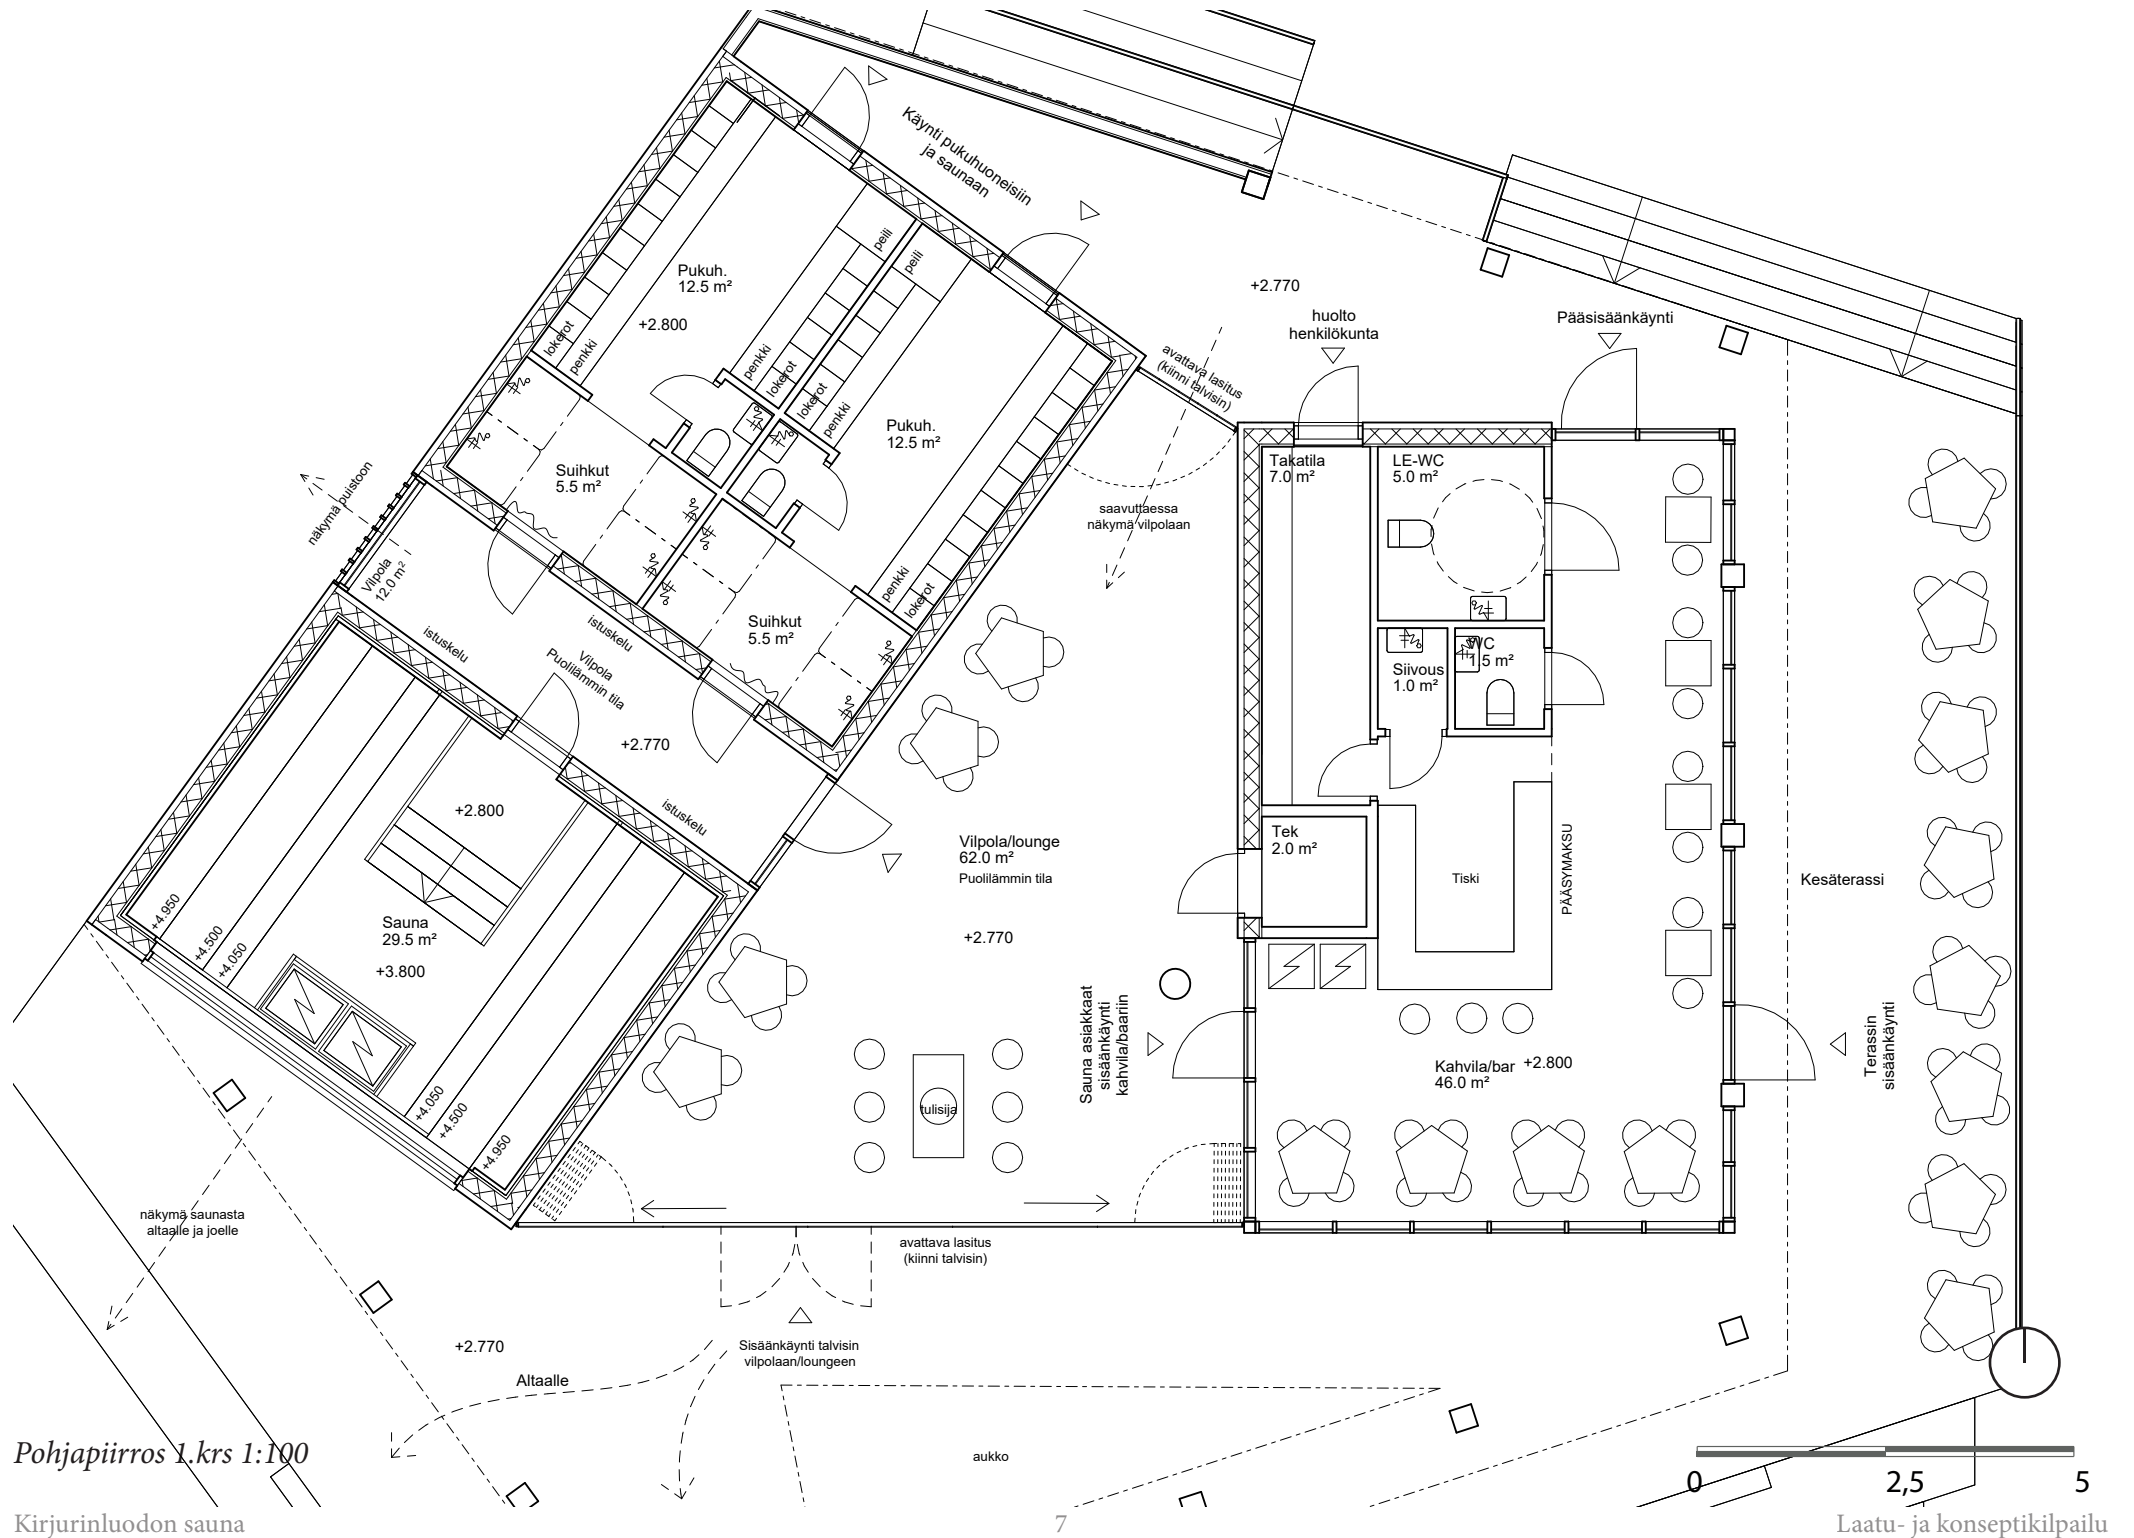 Käynti pukuhuoneisiin
ja saunaan
peili
peili
Pukuh.
12.5 m²
+2.800
+2.770
huolto
henkilökunta
Pääsisäänkäynti
lokerot
penkki
penkki
lokerot
lokerot
penkki
avattava lasitus
(kiinni talvisin)
Pukuh.
12.5 m²
Suihkut
5.5 m²
Takatila
7.0 m²
LE-WC
5.0 m²
näkymä puistoon
saavuttaessa
näkymä vilpolaan
Vilpola
12.0 m²
penkki
lokerot
istuskelu
istuskelu
Suihkut
5.5 m²
Vilpola
Puolilämmin tila
WC
1.5 m²
Siivous
1.0 m²
+2.770
+2.800
istuskelu
Vilpola/lounge
62.0 m²
Puolilämmin tila
Tek
2.0 m²
Tiski
PÄÄSYMAKSU
Kesäterassi
+4.950
+4.500
+4.050
Sauna
29.5 m²
+3.800
+2.770
Sauna asiakkaat
sisäänkäynti
kahvila/baariin
Terassin
sisäänkäynti
Kahvila/bar +2.800
46.0 m²
tulisija
+4.050
+4.500
+4.950
näkymä saunasta
altaalle ja joelle
avattava lasitus
(kiinni talvisin)
+2.770
Sisäänkäynti talvisin
vilpolaan/loungeen
Altaalle
aukko
Pohjapiirros 1.krs 1:100
0 2,5 5
Kirjurinluodon sauna 7 Laatu- ja konseptikilpailu